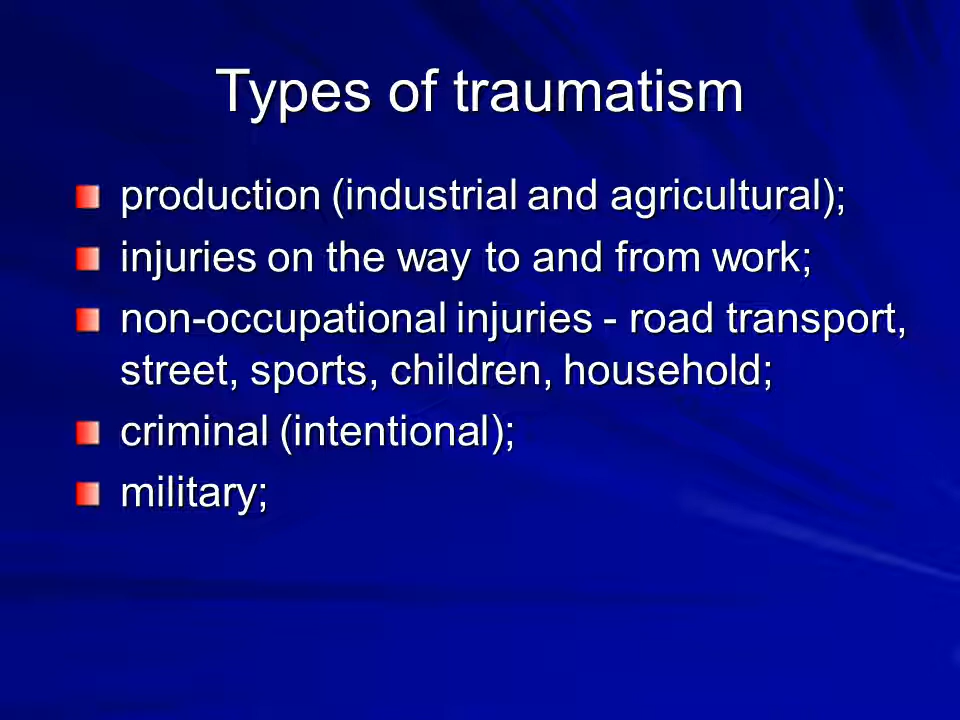 Types of traumatism
production (industrial and agricultural);
injuries on the way to and from work;
non-occupational injuries - road transport,
street, sports, children, household;
criminal (intentional);
military;